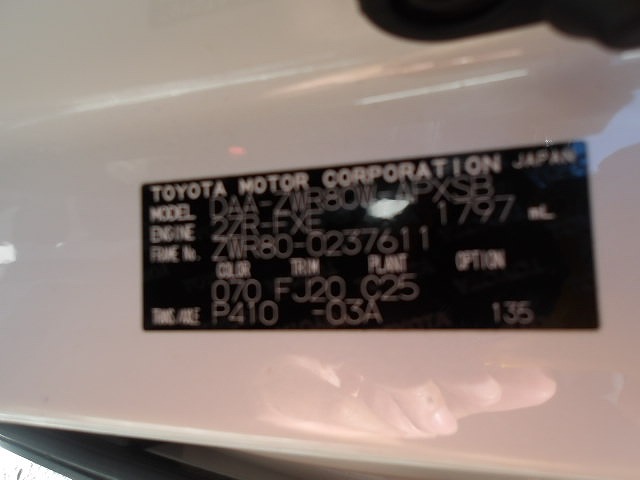 TOYOTA MOTOR CORPORATION JAPAN
MODEL DAA-ZWR80W-APXSB
ENGINE 2ZR-FXE 1797 mL
FRAME No. ZWR80-0237611
COLOR TRIM PLANT OPTION
070 FJ20 C25
TRANS/AXLE P410 -03A 135